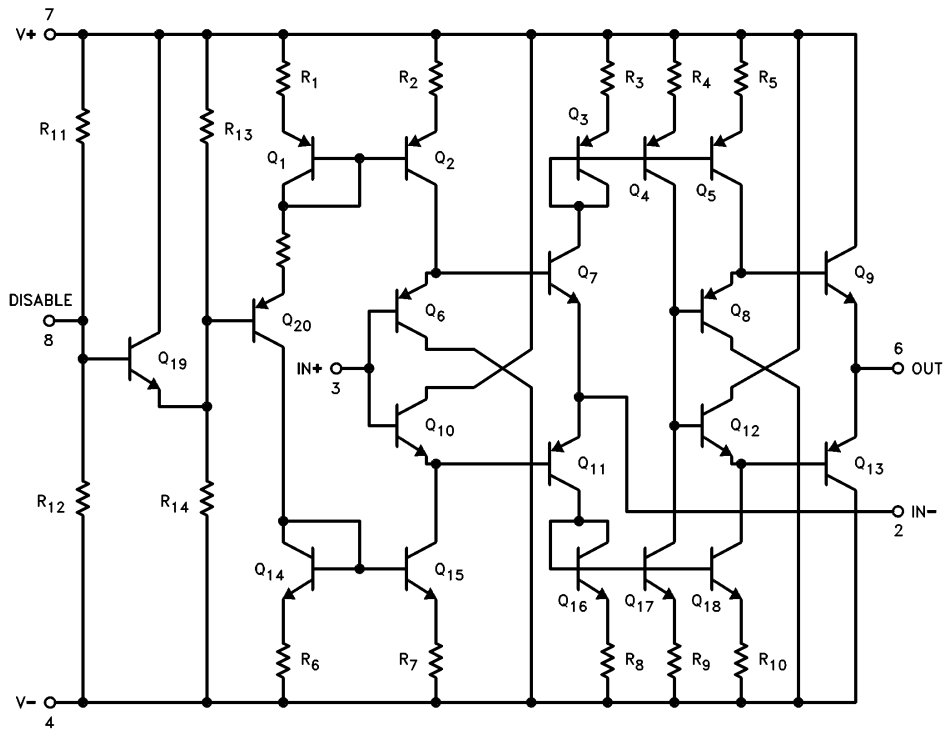 7
V+
R1 R2 R3 R4 R5
R11 R13 Q3
Q1 Q2 Q4 Q5
Q7 Q9
DISABLE
8
Q20 Q6 Q8
Q19 IN+
3
6
OUT
Q10 Q12
Q11 Q13
R12 R14
IN-
2
Q14 Q15
Q16 Q17 Q18
R6 R7 R8 R9 R10
V-
4